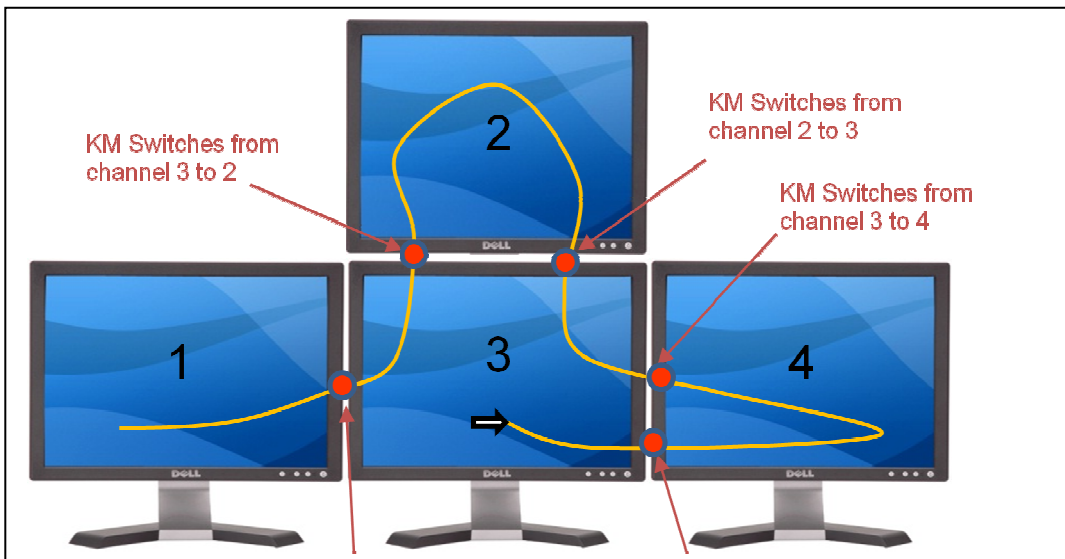 2
KM Switches from
channel 2 to 3
KM Switches from
channel 3 to 2
KM Switches from
channel 3 to 4
DELL
1
3
4
DELL
DELL
DELL